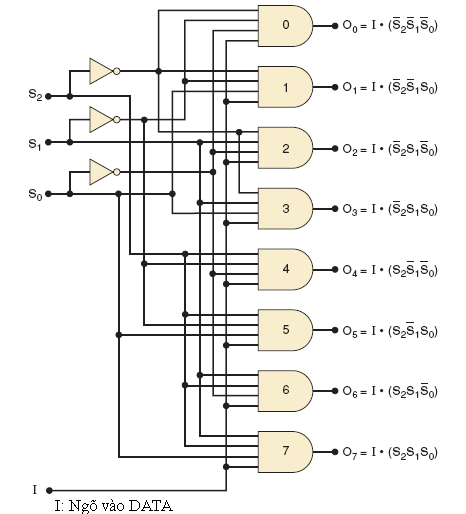 0 O₀ = I • (S̅₂S̅₁S̅₀)
1 O₁ = I • (S̅₂S̅₁S₀)
S₂
2 O₂ = I • (S̅₂S₁S̅₀)
S₁
S₀
3 O₃ = I • (S̅₂S₁S₀)
4 O₄ = I • (S₂S̅₁S̅₀)
5 O₅ = I • (S₂S̅₁S₀)
6 O₆ = I • (S₂S₁S̅₀)
7 O₇ = I • (S₂S₁S₀)
I
I: Ngõ vào DATA